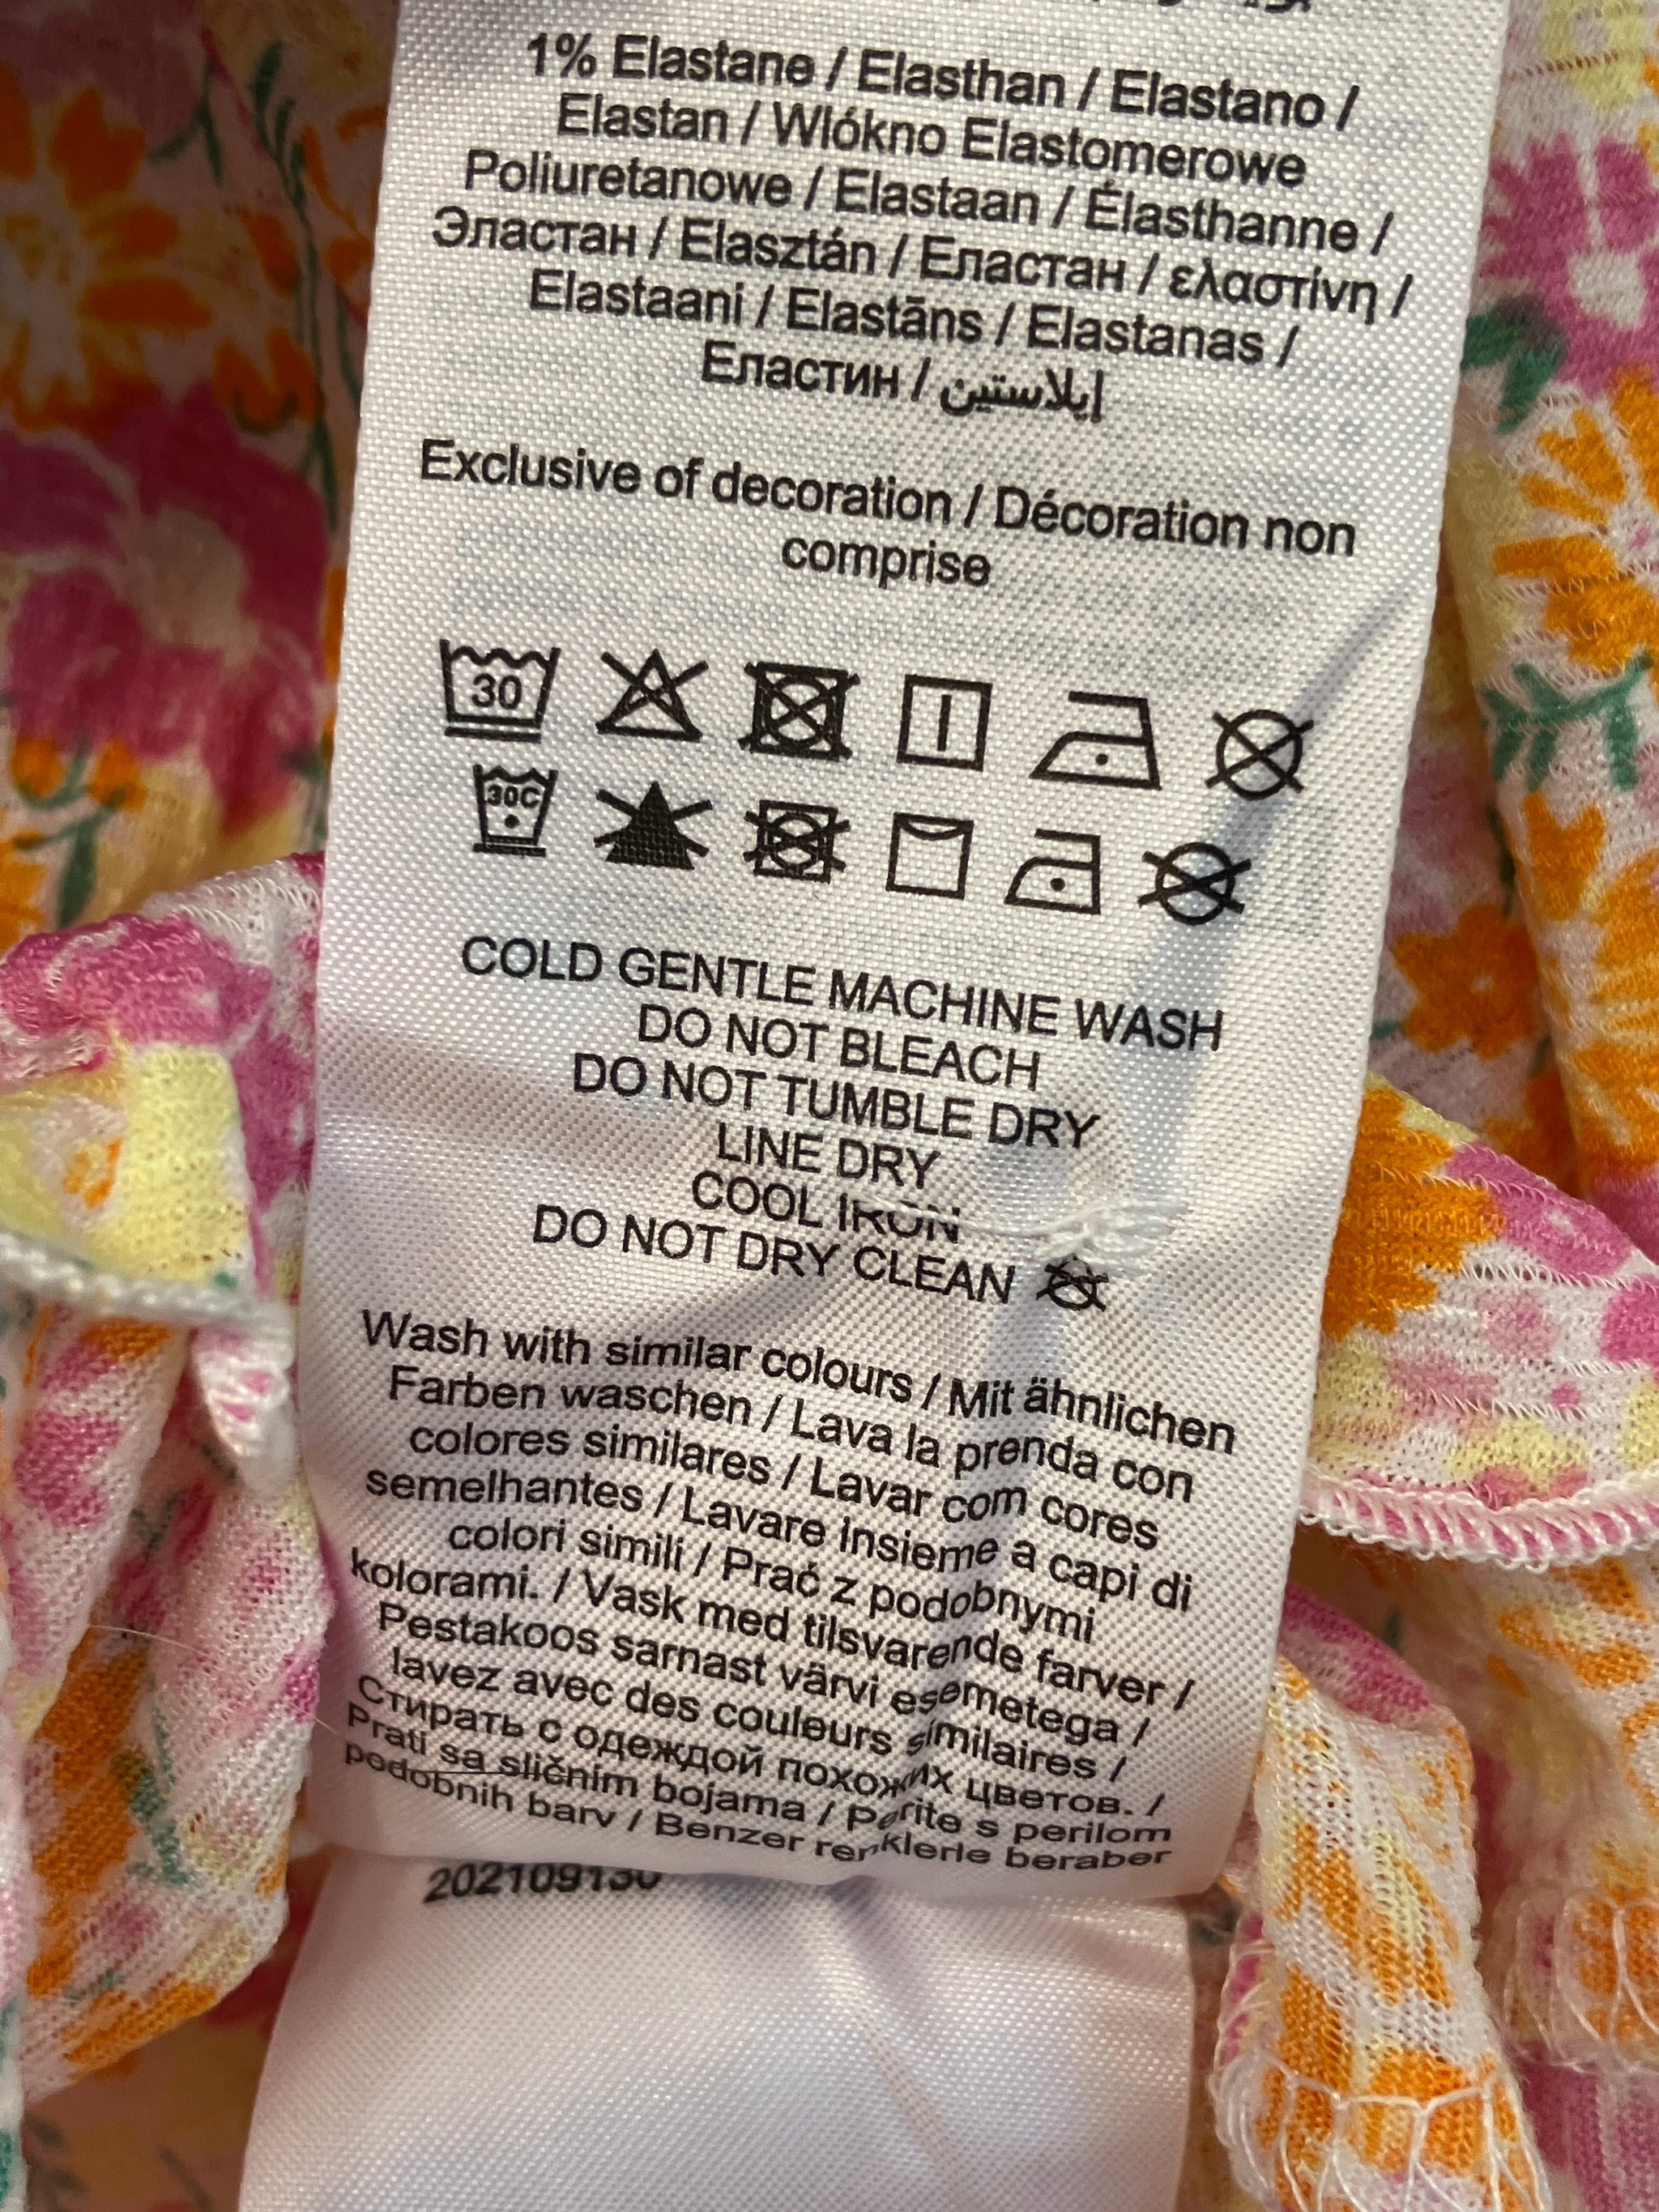 1% Elastane / Elasthan / Elastano /
Elastan / Wlókno Elastomerowe
Poliuretanowe / Elastaan / Élasthanne /
Эластан / Elasztán / Еластан / ελαστίνη /
Elastaani / Elastāns / Elastanas /
Еластин / إيلاستين
Exclusive of decoration / Décoration non
comprise
30
30C
COLD GENTLE MACHINE WASH
DO NOT BLEACH
DO NOT TUMBLE DRY
LINE DRY
COOL IRON
DO NOT DRY CLEAN
Wash with similar colours / Mit ähnlichen
Farben waschen / Lava la prenda con
colores similares / Lavar com cores
semelhantes / Lavare insieme a capi di
colori simili / Prać z podobnymi
kolorami. / Vask med tilsvarende farver /
Pestakoos sarnast värvi esemetega /
lavez avec des couleurs similaires /
Стирать с одеждой похожих цветов. /
Prati sa sličnim bojama / Perite s perilom
podobnih barv / Benzer renklerle beraber
202109130